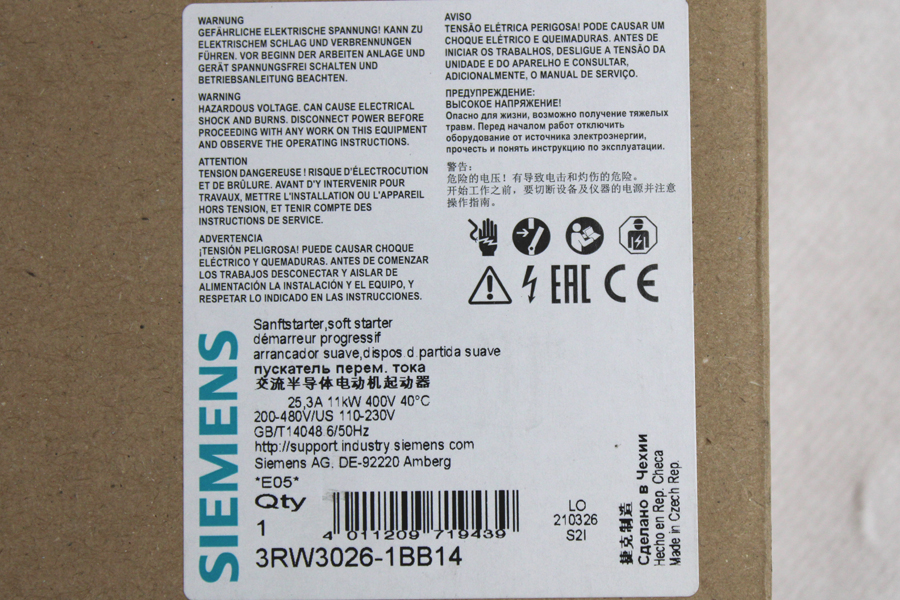 WARNUNG
GEFÄHRLICHE ELEKTRISCHE SPANNUNG! KANN ZU
ELEKTRISCHEM SCHLAG UND VERBRENNUNGEN
FÜHREN. VOR BEGINN DER ARBEITEN ANLAGE UND
GERÄT SPANNUNGSFREI SCHALTEN UND
BETRIEBSANLEITUNG BEACHTEN.
WARNING
HAZARDOUS VOLTAGE. CAN CAUSE ELECTRICAL
SHOCK AND BURNS. DISCONNECT POWER BEFORE
PROCEEDING WITH ANY WORK ON THIS EQUIPMENT
AND OBSERVE THE OPERATING INSTRUCTIONS.
ATTENTION
TENSION DANGEREUSE ! RISQUE D'ÉLECTROCUTION
ET DE BRÛLURE. AVANT D'Y INTERVENIR POUR
TRAVAUX, METTRE L'INSTALLATION OU L'APPAREIL
HORS TENSION, ET TENIR COMPTE DES
INSTRUCTIONS DE SERVICE.
ADVERTENCIA
¡TENSIÓN PELIGROSA! PUEDE CAUSAR CHOQUE
ELÉCTRICO Y QUEMADURAS. ANTES DE COMENZAR
LOS TRABAJOS DESCONECTAR Y AISLAR DE
ALIMENTACIÓN LA INSTALACIÓN Y EL EQUIPO, Y
RESPETAR LO INDICADO EN LAS INSTRUCCIONES.
AVISO
TENSÃO ELÉTRICA PERIGOSA! PODE CAUSAR UM
CHOQUE ELÉTRICO E QUEIMADURAS. ANTES DE
INICIAR OS TRABALHOS, DESLIGUE A TENSÃO DA
UNIDADE E DO APARELHO E CONSULTAR,
ADICIONALMENTE, O MANUAL DE SERVIÇO.
ПРЕДУПРЕЖДЕНИЕ:
ВЫСОКОЕ НАПРЯЖЕНИЕ!
Опасно для жизни, возможно получение тяжелых
травм. Перед началом работ отключить
оборудование от источника электроэнергии,
прочесть и понять инструкцию по эксплуатации.
警告:
危险的电压! 有导致电击和灼伤的危险。
开始工作之前, 要切断设备及仪器的电源并注意
操作指南。
EAC CE
SIEMENS
Sanftstarter,soft starter
démarreur progressif
arrancador suave,dispos d.partida suave
пускатель перем. тока
交流半导体电动机起动器
25,3A 11kW 400V 40°C
200-480V/US 110-230V
GB/T14048.6/50Hz
http://support.industry.siemens.com
Siemens AG, DE-92220 Amberg
*E05*
Qty
1
4 011209 719439
3RW3026-1BB14
LO
210326
S2I
捷克制造
Сделано в Чехии
Hecho en Rep. Checa
Made in Czech Rep.